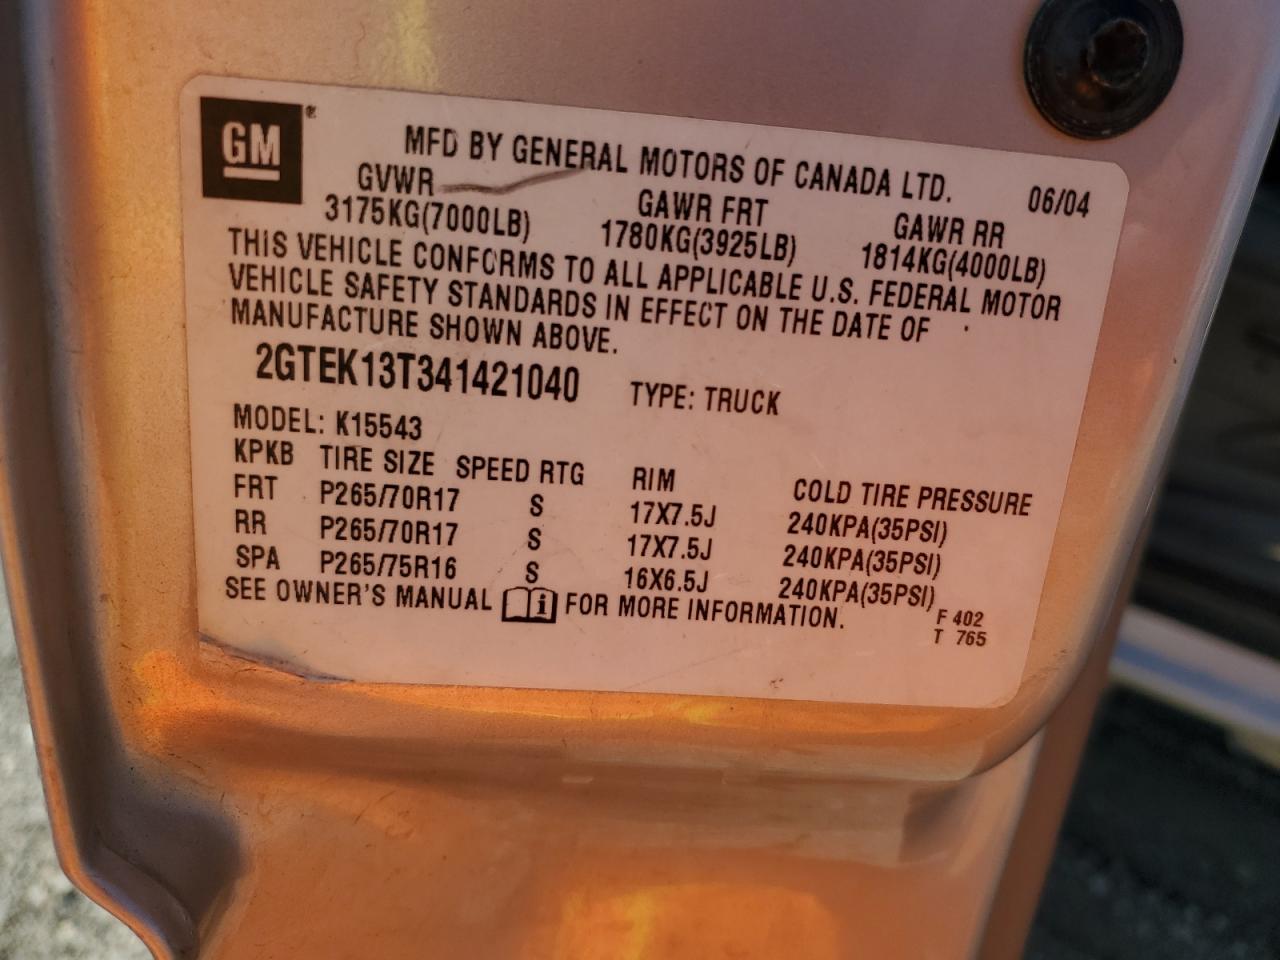 GM ®
MFD BY GENERAL MOTORS OF CANADA LTD. 06/04
GVWR GAWR FRT GAWR RR
3175KG(7000LB) 1780KG(3925LB) 1814KG(4000LB)
THIS VEHICLE CONFORMS TO ALL APPLICABLE U.S. FEDERAL MOTOR
VEHICLE SAFETY STANDARDS IN EFFECT ON THE DATE OF
MANUFACTURE SHOWN ABOVE.
2GTEK13T341421040 TYPE: TRUCK
MODEL: K15543
KPKB TIRE SIZE SPEED RTG RIM COLD TIRE PRESSURE
FRT P265/70R17 S 17X7.5J 240KPA(35PSI)
RR P265/70R17 S 17X7.5J 240KPA(35PSI)
SPA P265/75R16 S 16X6.5J 240KPA(35PSI)
SEE OWNER'S MANUAL i FOR MORE INFORMATION.
F 402
T 765